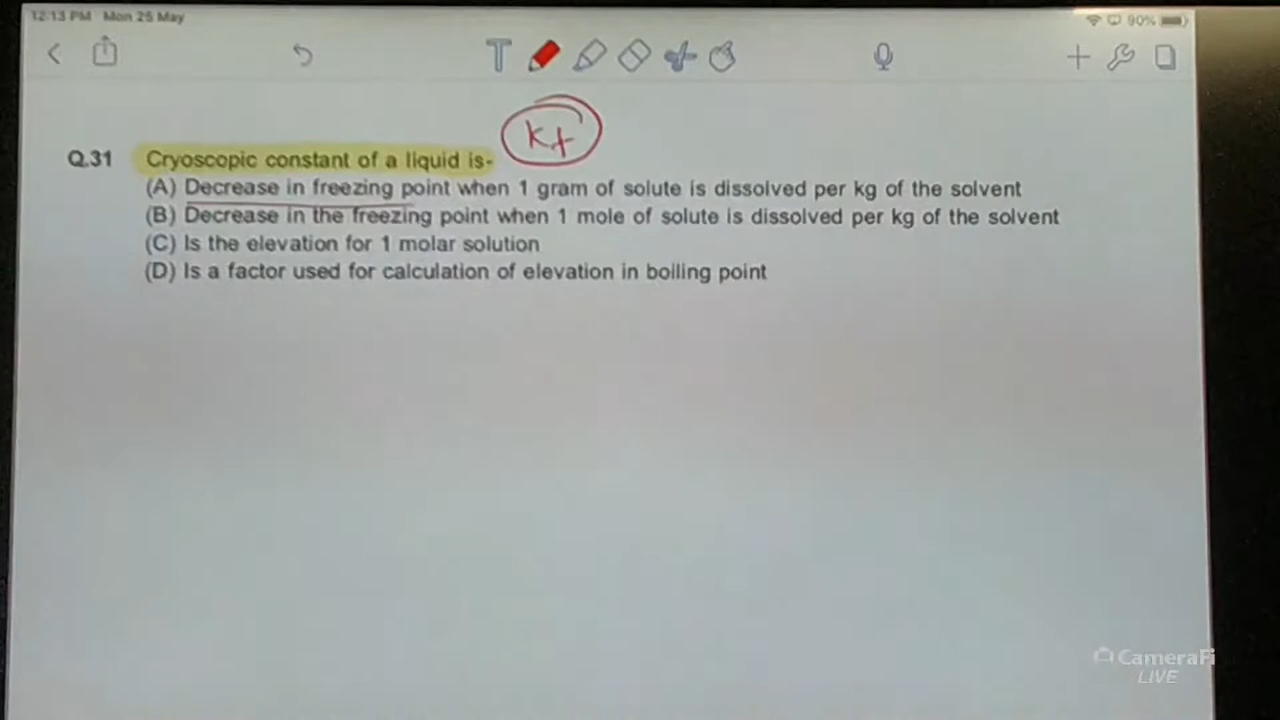 12:13 PM Mon 25 May
90%
T
Kf
Q.31 Cryoscopic constant of a liquid is-
(A) Decrease in freezing point when 1 gram of solute is dissolved per kg of the solvent
(B) Decrease in the freezing point when 1 mole of solute is dissolved per kg of the solvent
(C) Is the elevation for 1 molar solution
(D) Is a factor used for calculation of elevation in boiling point
CameraFi
LIVE